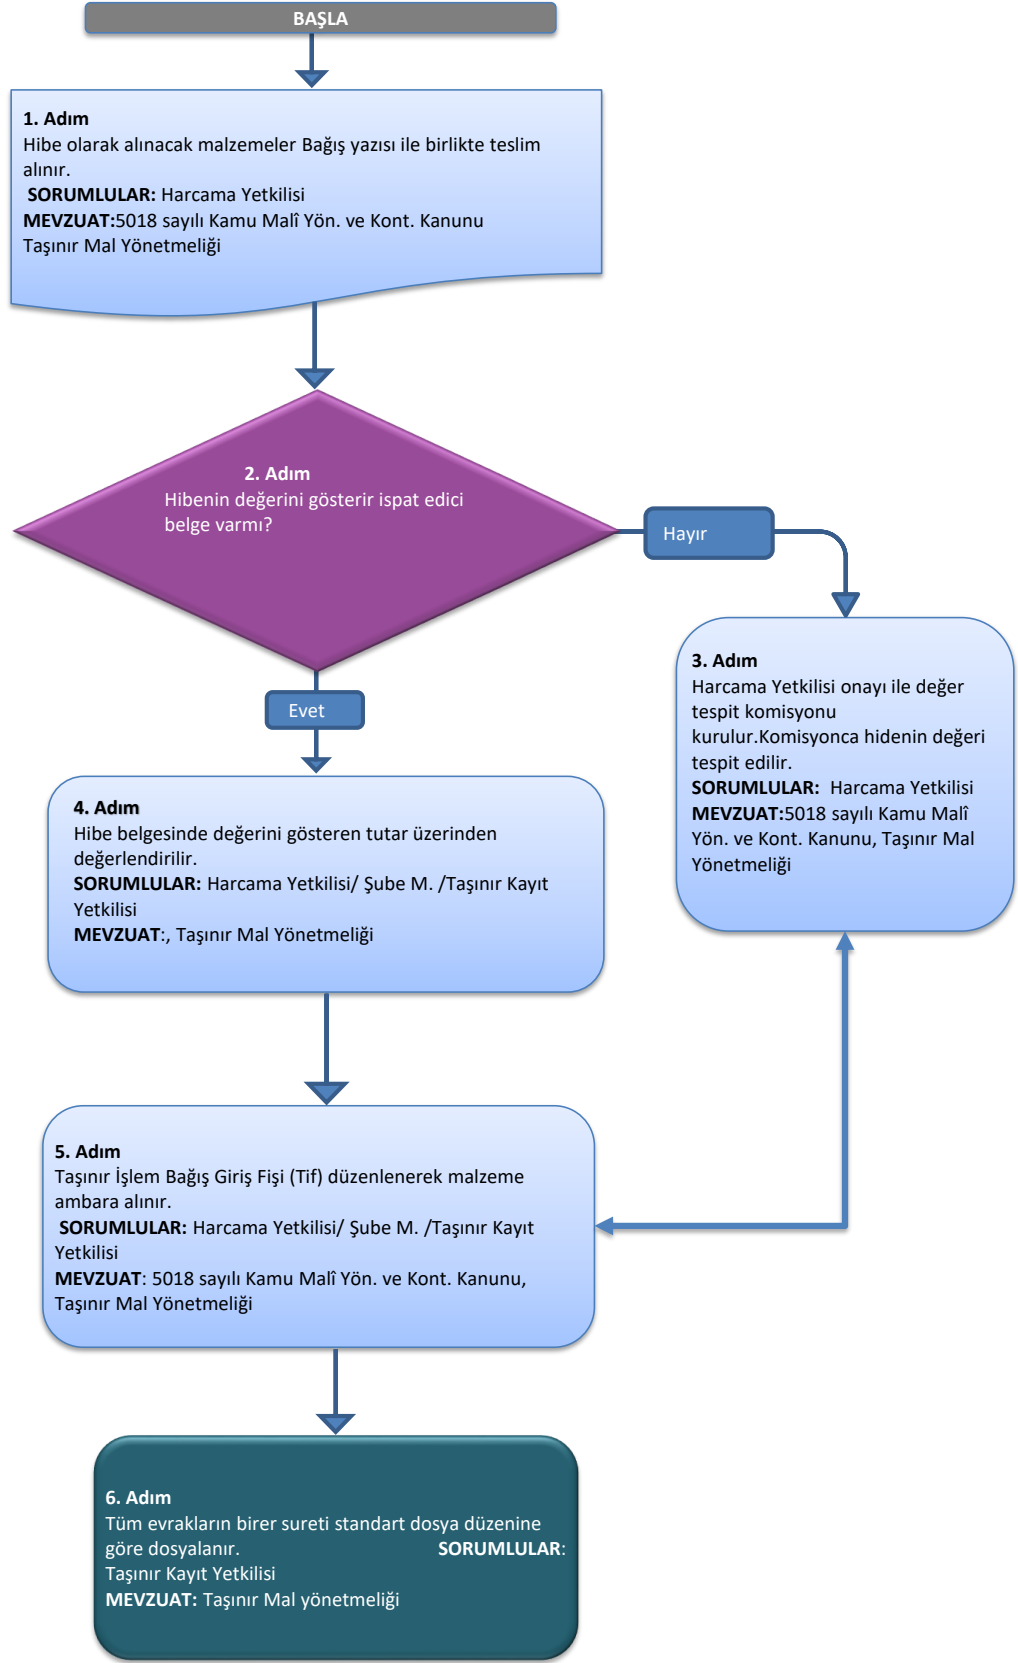 BAŞLA
1. Adım
Hibe olarak alınacak malzemeler Bağış yazısı ile birlikte teslim
alınır.
SORUMLULAR: Harcama Yetkilisi
MEVZUAT:5018 sayılı Kamu Malî Yön. ve Kont. Kanunu
Taşınır Mal Yönetmeliği
2. Adım
Hibenin değerini gösterir ispat edici
belge varmı?
Hayır
3. Adım
Harcama Yetkilisi onayı ile değer
tespit komisyonu
kurulur.Komisyonca hidenin değeri
tespit edilir.
SORUMLULAR: Harcama Yetkilisi
MEVZUAT:5018 sayılı Kamu Malî
Yön. ve Kont. Kanunu, Taşınır Mal
Yönetmeliği
Evet
4. Adım
Hibe belgesinde değerini gösteren tutar üzerinden
değerlendirilir.
SORUMLULAR: Harcama Yetkilisi/ Şube M. /Taşınır Kayıt
Yetkilisi
MEVZUAT:, Taşınır Mal Yönetmeliği
5. Adım
Taşınır İşlem Bağış Giriş Fişi (Tif) düzenlenerek malzeme
ambara alınır.
SORUMLULAR: Harcama Yetkilisi/ Şube M. /Taşınır Kayıt
Yetkilisi
MEVZUAT: 5018 sayılı Kamu Malî Yön. ve Kont. Kanunu,
Taşınır Mal Yönetmeliği
6. Adım
Tüm evrakların birer sureti standart dosya düzenine
göre dosyalanır. SORUMLULAR:
Taşınır Kayıt Yetkilisi
MEVZUAT: Taşınır Mal yönetmeliği